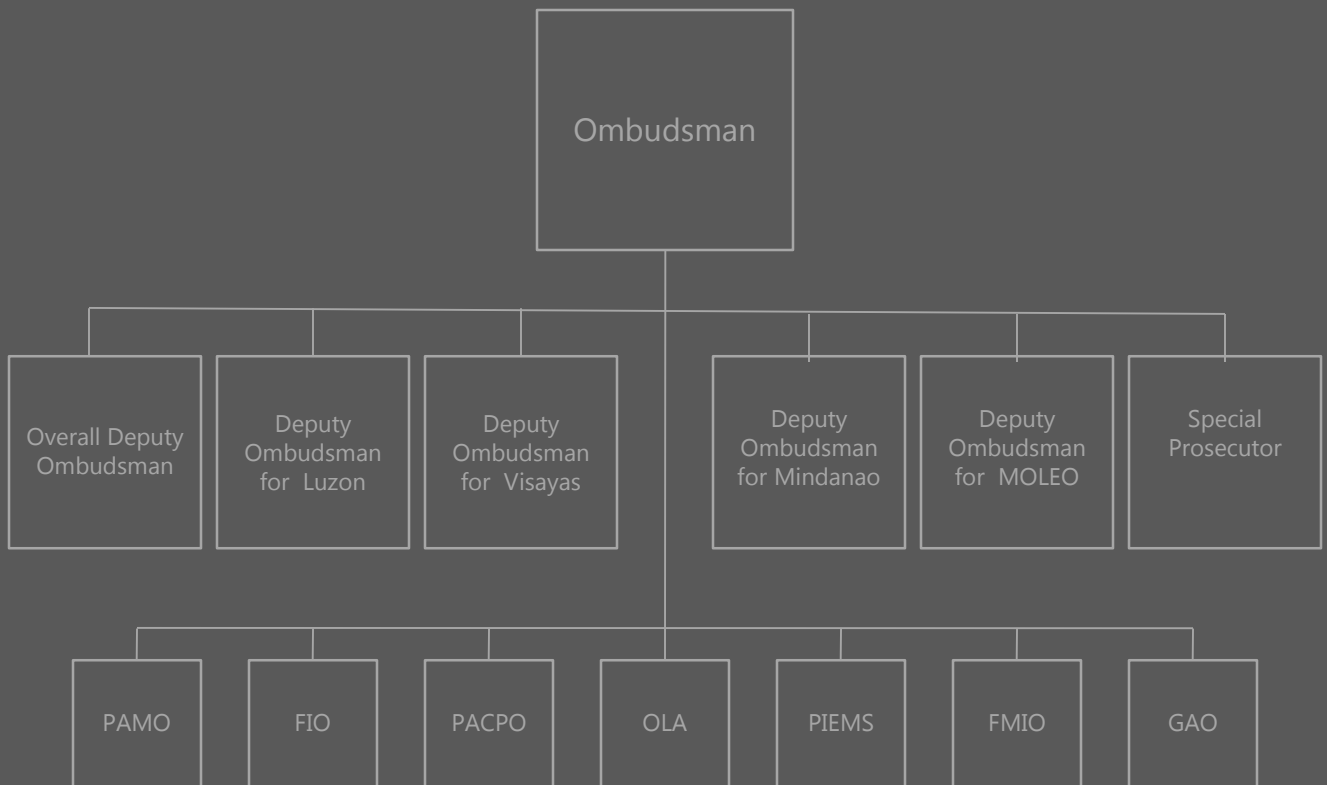 Ombudsman
Overall Deputy
Ombudsman
Deputy
Ombudsman
for Luzon
Deputy
Ombudsman
for Visayas
Deputy
Ombudsman
for Mindanao
Deputy
Ombudsman
for MOLEO
Special
Prosecutor
PAMO
FIO
PACPO
OLA
PIEMS
FMIO
GAO